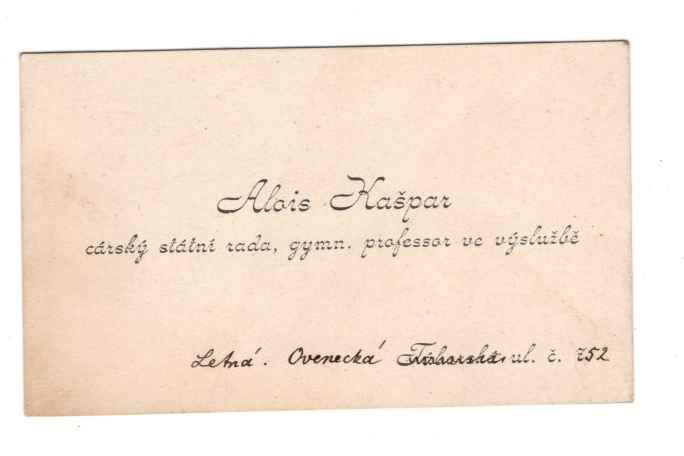 Alois Kašpar
cárský státní rada, gymn. professor ve výslužbě
Letná. Ovenecká ul. č. 752